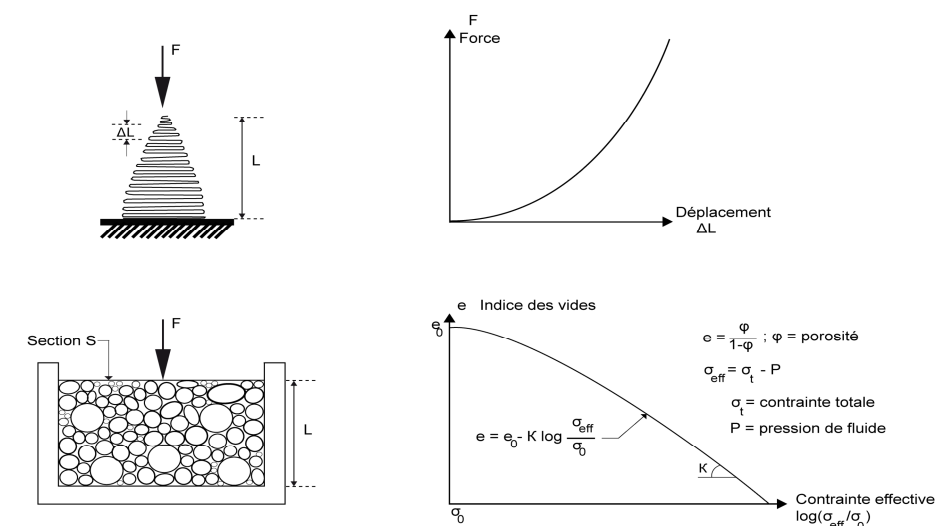 F
ΔL
L
F
Force
Déplacement
ΔL
Section S
F
L
e Indice des vides
e0
e = φ/1-φ ; φ = porosité
σeff = σt - P
σt = contrainte totale
P = pression de fluide
e = e0 - K log σeff/σ0
K
σ0
Contrainte effective
log(σeff/σ0)